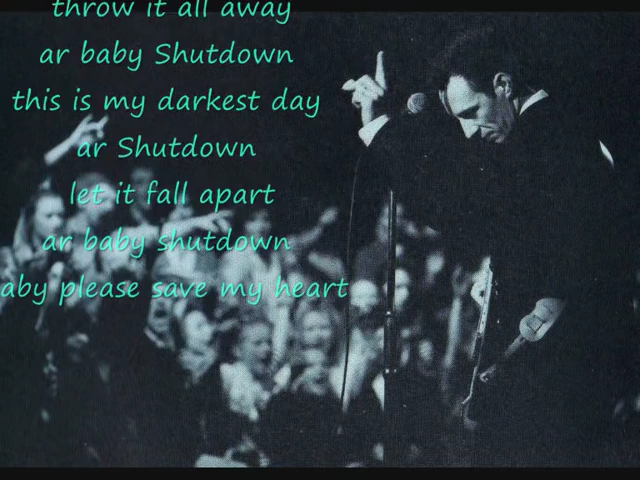 throw it all away
ar baby Shutdown
this is my darkest day
ar Shutdown
let it fall apart
ar baby shutdown
aby please save my heart